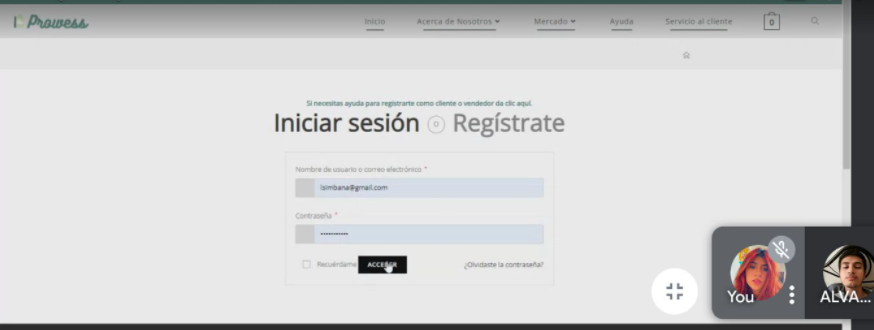 Prowess
Inicio Acerca de Nosotros Mercado Ayuda Servicio al cliente 0
Si necesitas ayuda para registrarte como cliente o vendedor da clic aquí.
Iniciar sesión Regístrate
Nombre de usuario o correo electrónico *
lsimbana@gmail.com
Contraseña *
Recuérdame ACCEDER ¿Olvidaste la contraseña?
You ALVA...